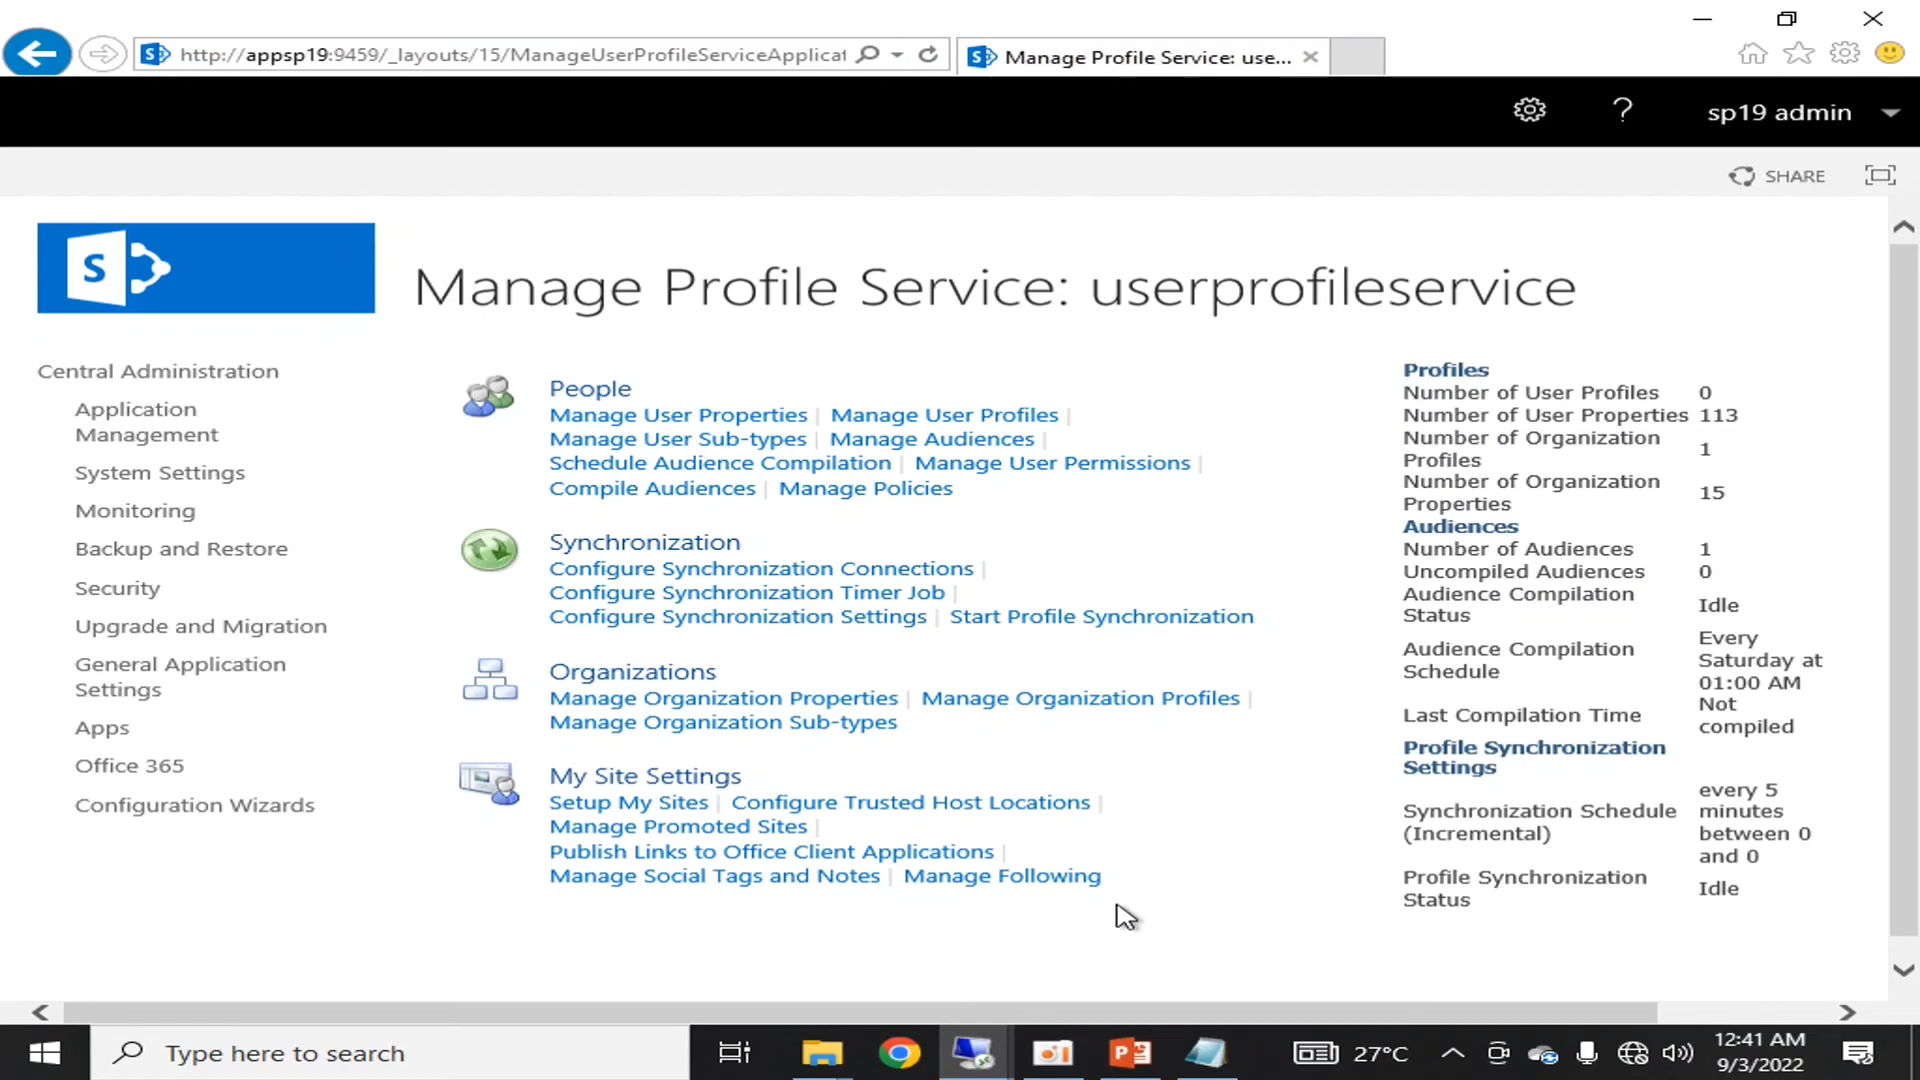 http://appsp19:9459/_layouts/15/ManageUserProfileServiceApplicat
Manage Profile Service: use...
sp19 admin
SHARE
S
Manage Profile Service: userprofileservice
Central Administration
Application
Management
System Settings
Monitoring
Backup and Restore
Security
Upgrade and Migration
General Application
Settings
Apps
Office 365
Configuration Wizards
People
Manage User Properties | Manage User Profiles |
Manage User Sub-types | Manage Audiences |
Schedule Audience Compilation | Manage User Permissions |
Compile Audiences | Manage Policies
Synchronization
Configure Synchronization Connections |
Configure Synchronization Timer Job |
Configure Synchronization Settings | Start Profile Synchronization
Organizations
Manage Organization Properties | Manage Organization Profiles |
Manage Organization Sub-types
My Site Settings
Setup My Sites | Configure Trusted Host Locations |
Manage Promoted Sites |
Publish Links to Office Client Applications |
Manage Social Tags and Notes | Manage Following
Profiles
Number of User Profiles 0
Number of User Properties 113
Number of Organization
Profiles 1
Number of Organization
Properties 15
Audiences
Number of Audiences 1
Uncompiled Audiences 0
Audience Compilation
Status Idle
Audience Compilation
Schedule
Every
Saturday at
01:00 AM
Last Compilation Time
Not
compiled
Profile Synchronization
Settings
Synchronization Schedule
(Incremental)
every 5
minutes
between 0
and 0
Profile Synchronization
Status Idle
Type here to search
27°C
12:41 AM
9/3/2022